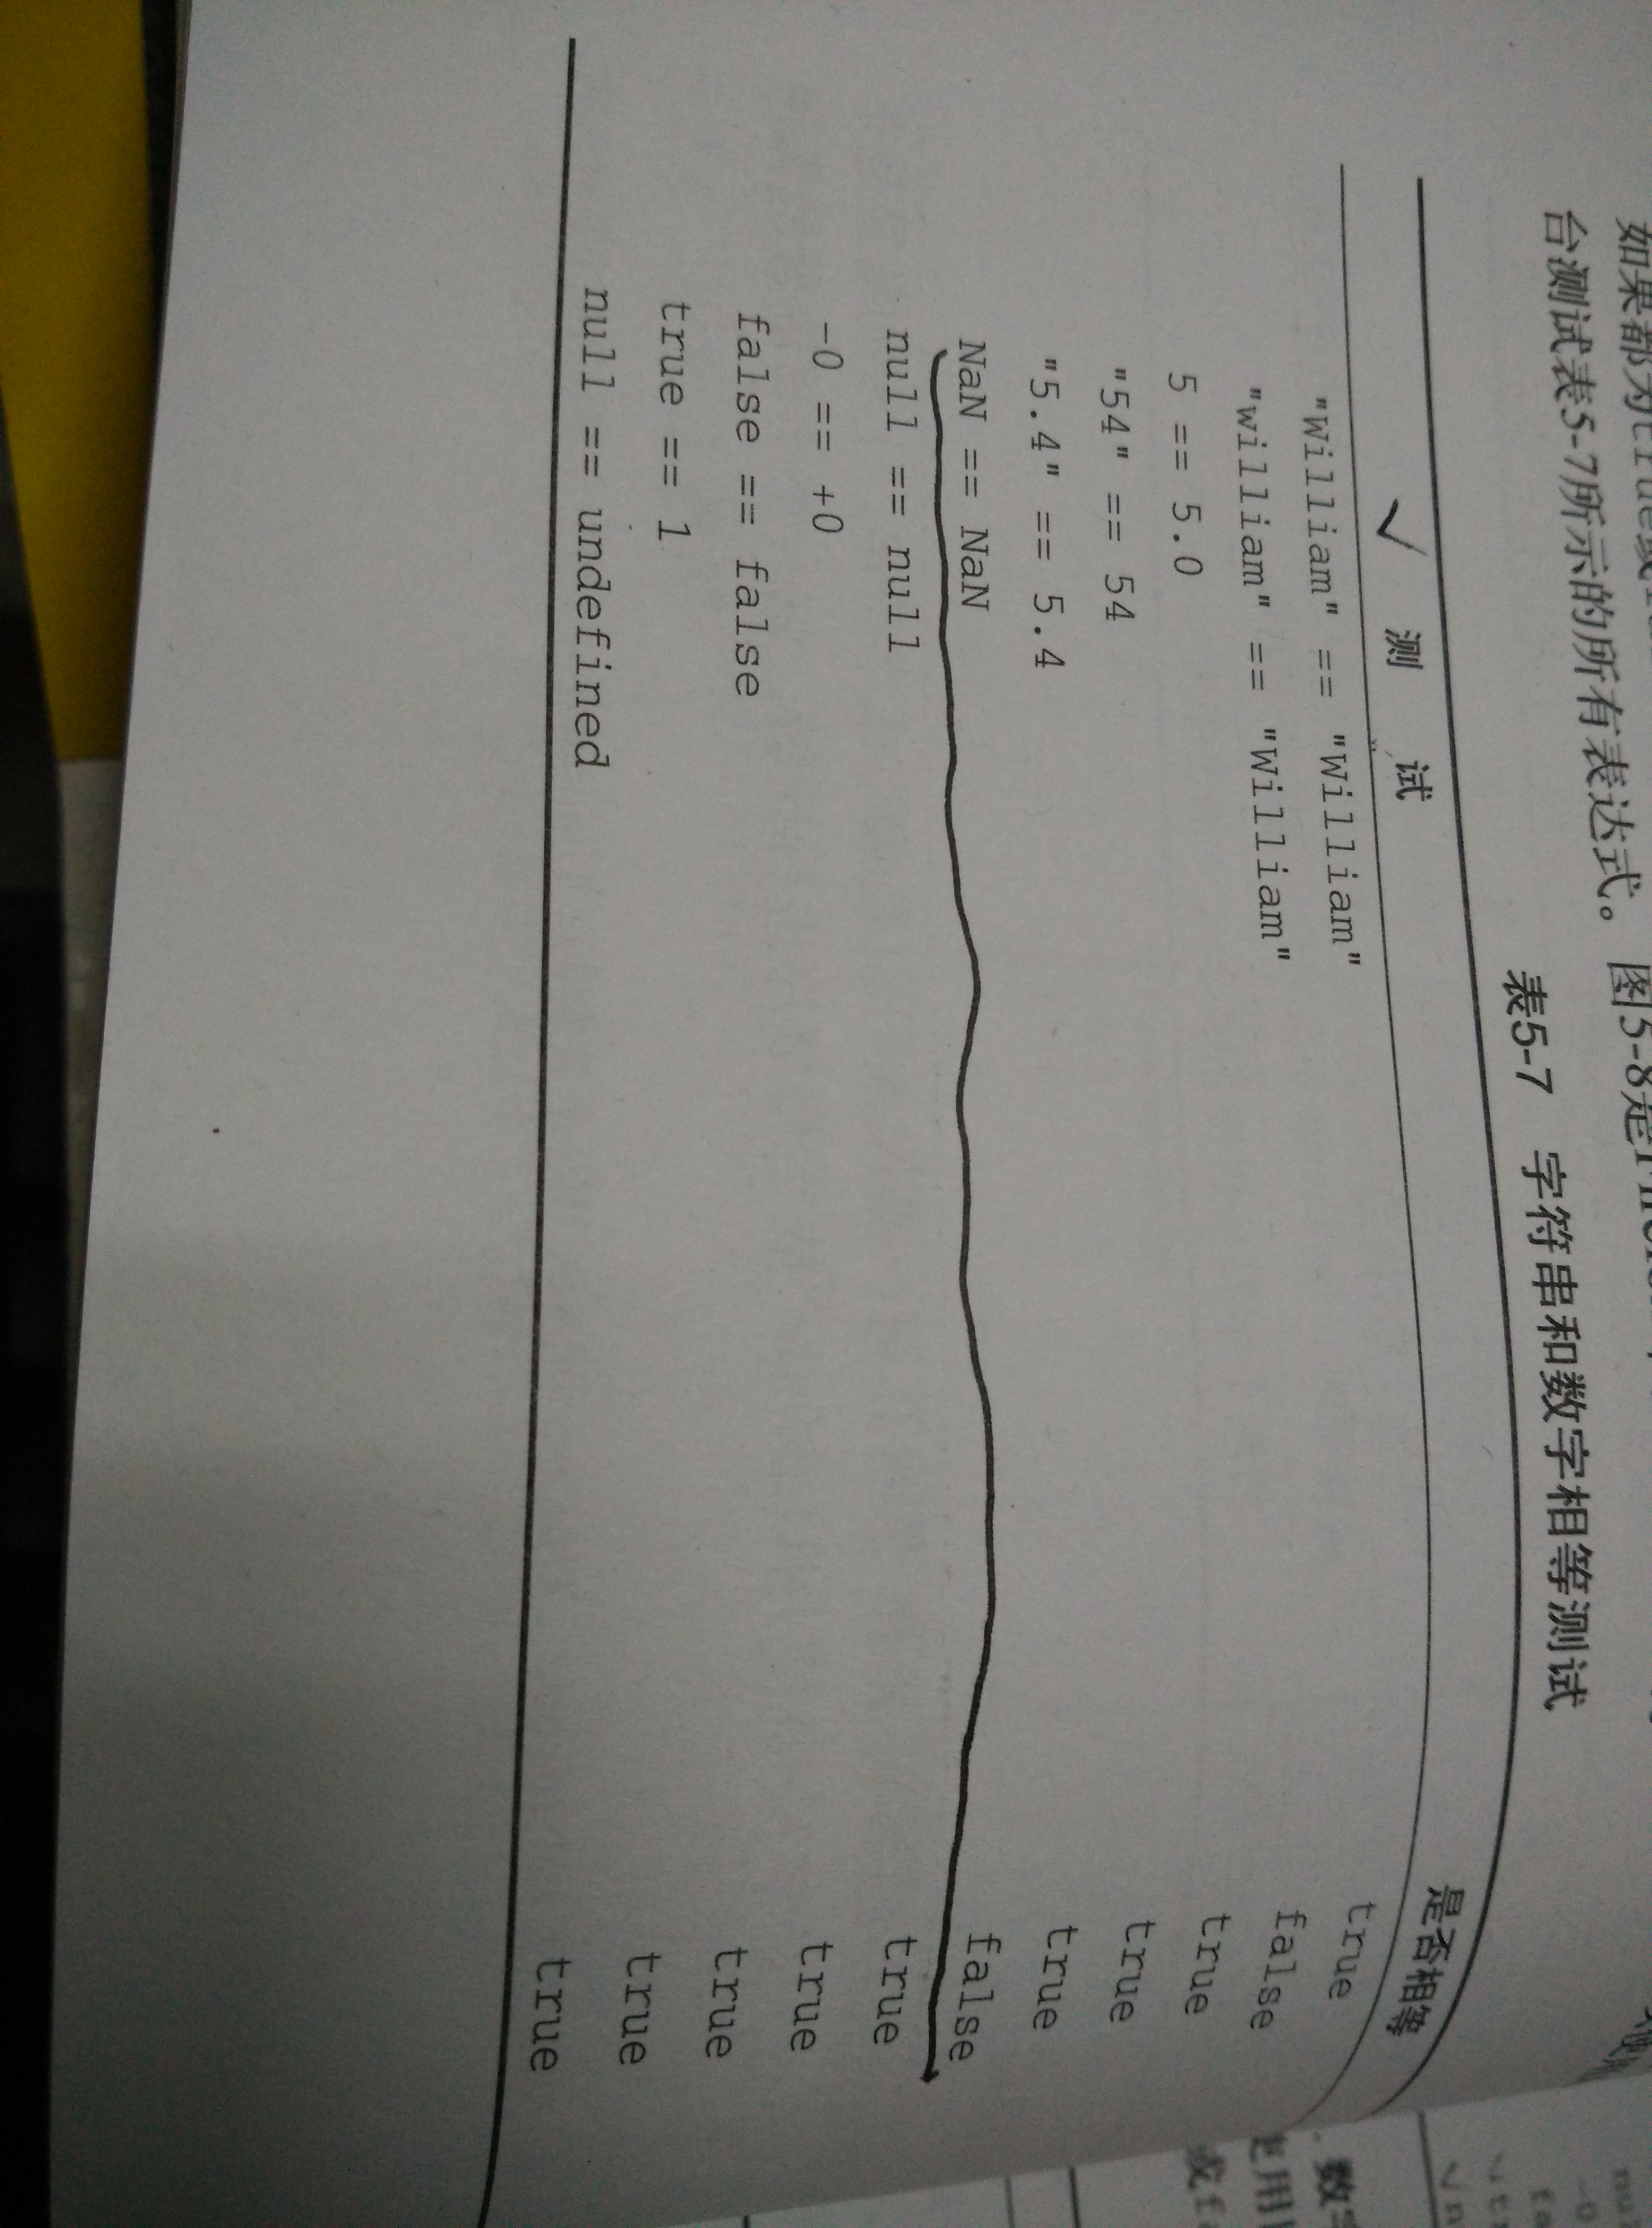 如果都为true或
台测试表5-7所示的所有表达式。图5-8是
表5-7 字符串和数字相等测试
测 试 是否相等
"William" == "William" true
"william" == "William" false
5 == 5.0 true
"54" == 54 true
"5.4" == 5.4 true
NaN == NaN false
null == null true
-0 == +0 true
false == false true
true == 1 true
null == undefined true